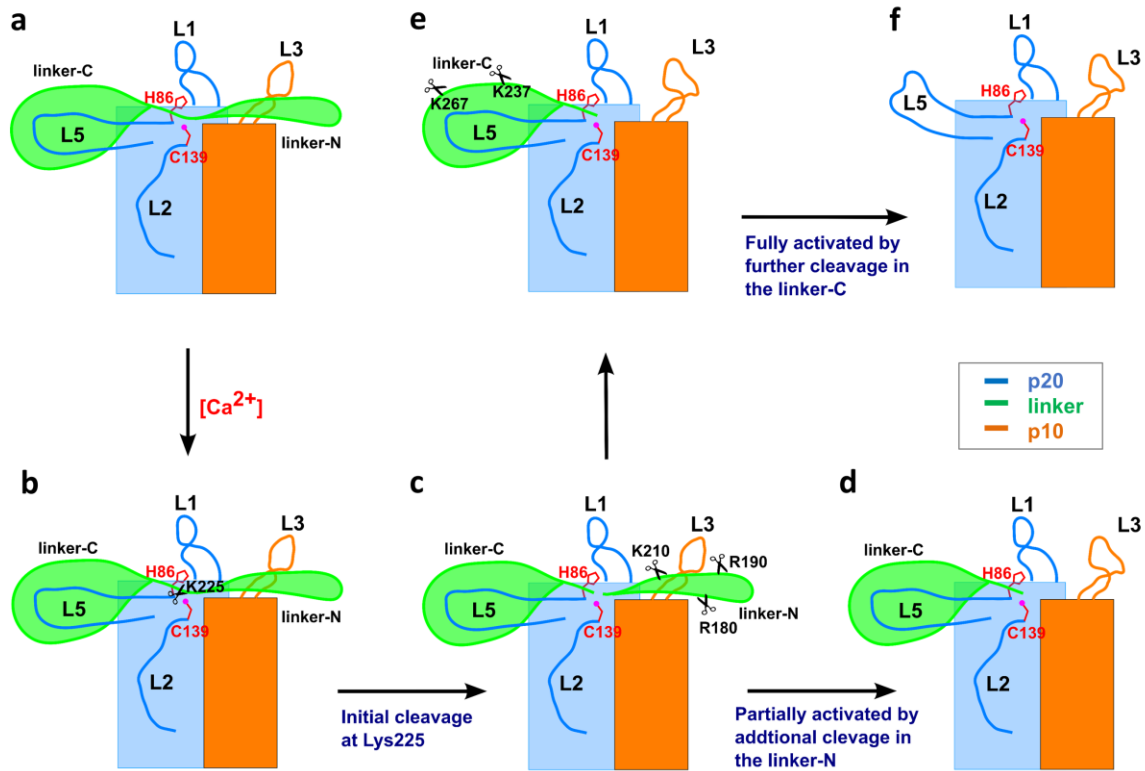 a
L1
L3
linker-C
H86
L5
linker-N
C139
L2
e
L1
L3
linker-C
K237
K267
H86
L5
C139
L2
Fully activated by
further cleavage in
the linker-C
f
L1
L3
H86
L5
C139
L2
[Ca2+]
p20
linker
p10
b
L1
L3
linker-C
H86
K225
L5
linker-N
C139
L2
Initial cleavage
at Lys225
c
L1
L3
K210
R190
linker-C
H86
L5
linker-N
R180
C139
L2
Partially activated by
addtional clevage in
the linker-N
d
L1
L3
linker-C
H86
L5
C139
L2